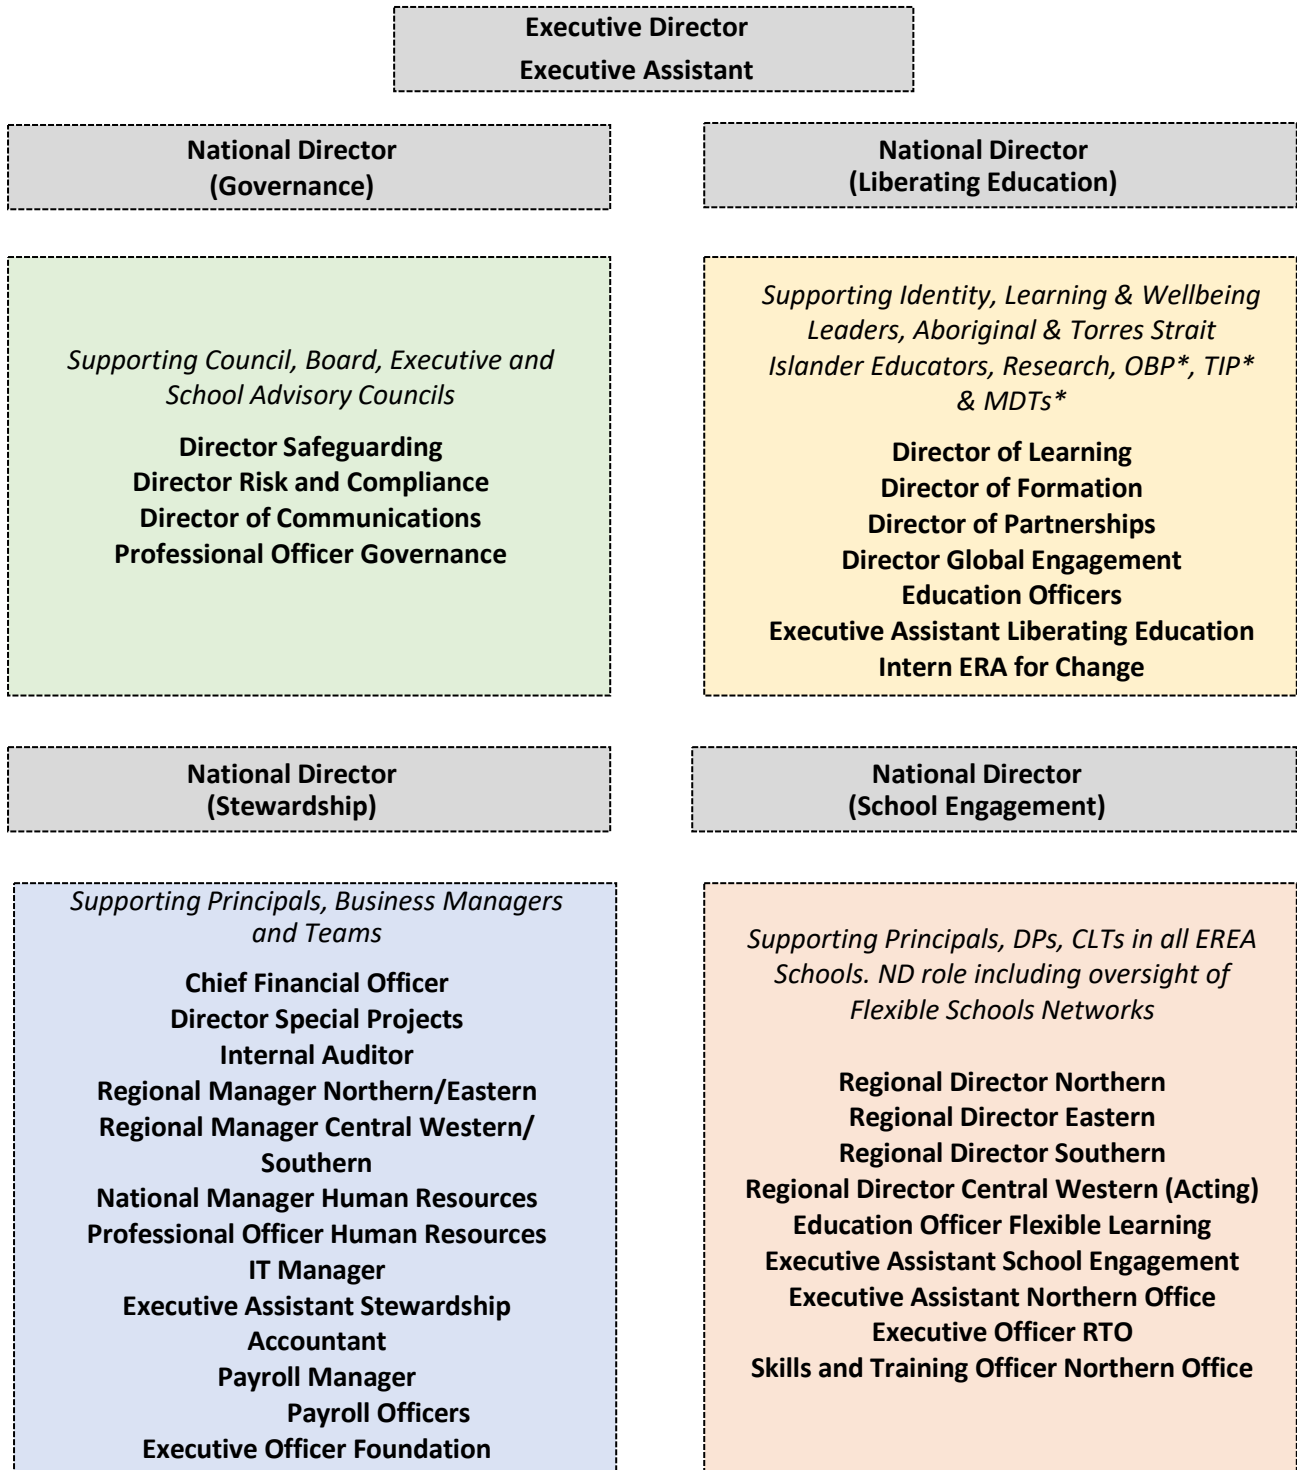 Executive Director
Executive Assistant
National Director
(Governance)
National Director
(Liberating Education)
Supporting Council, Board, Executive and
School Advisory Councils
Director Safeguarding
Director Risk and Compliance
Director of Communications
Professional Officer Governance
Supporting Identity, Learning & Wellbeing
Leaders, Aboriginal & Torres Strait
Islander Educators, Research, OBP*, TIP*
& MDTs*
Director of Learning
Director of Formation
Director of Partnerships
Director Global Engagement
Education Officers
Executive Assistant Liberating Education
Intern ERA for Change
National Director
(Stewardship)
National Director
(School Engagement)
Supporting Principals, Business Managers
and Teams
Chief Financial Officer
Director Special Projects
Internal Auditor
Regional Manager Northern/Eastern
Regional Manager Central Western/
Southern
National Manager Human Resources
Professional Officer Human Resources
IT Manager
Executive Assistant Stewardship
Accountant
Payroll Manager
Payroll Officers
Executive Officer Foundation
Supporting Principals, DPs, CLTs in all EREA
Schools. ND role including oversight of
Flexible Schools Networks
Regional Director Northern
Regional Director Eastern
Regional Director Southern
Regional Director Central Western (Acting)
Education Officer Flexible Learning
Executive Assistant School Engagement
Executive Assistant Northern Office
Executive Officer RTO
Skills and Training Officer Northern Office